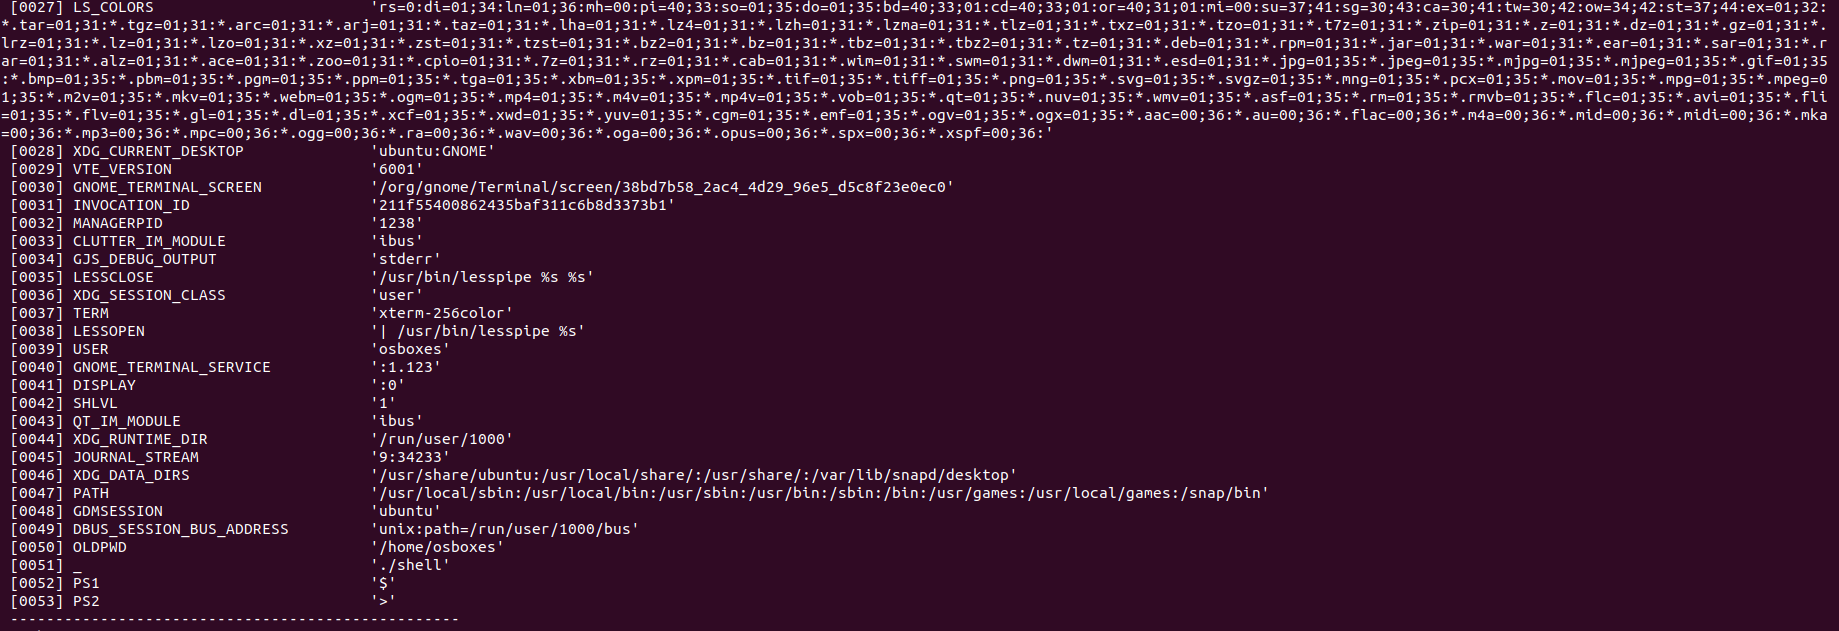 [0027] LS_COLORS 'rs=0:di=01;34:ln=01;36:mh=00:pi=40;33:so=01;35:do=01;35:bd=40;33;01:cd=40;33;01:or=40;31;01:mi=00:su=37;41:sg=30;43:ca=30;41:tw=30;42:ow=34;42:st=37;44:ex=01;32:
*.tar=01;31:*.tgz=01;31:*.arc=01;31:*.arj=01;31:*.taz=01;31:*.lha=01;31:*.lz4=01;31:*.lzh=01;31:*.lzma=01;31:*.tlz=01;31:*.txz=01;31:*.tzo=01;31:*.t7z=01;31:*.zip=01;31:*.z=01;31:*.dz=01;31:*.gz=01;31:*.
lrz=01;31:*.lz=01;31:*.lzo=01;31:*.xz=01;31:*.zst=01;31:*.tzst=01;31:*.bz2=01;31:*.bz=01;31:*.tbz=01;31:*.tbz2=01;31:*.tz=01;31:*.deb=01;31:*.rpm=01;31:*.jar=01;31:*.war=01;31:*.ear=01;31:*.sar=01;31:*.r
ar=01;31:*.alz=01;31:*.ace=01;31:*.zoo=01;31:*.cpio=01;31:*.7z=01;31:*.rz=01;31:*.cab=01;31:*.wim=01;31:*.swm=01;31:*.dwm=01;31:*.esd=01;31:*.jpg=01;35:*.jpeg=01;35:*.mjpg=01;35:*.mjpeg=01;35:*.gif=01;35
:*.bmp=01;35:*.pbm=01;35:*.pgm=01;35:*.ppm=01;35:*.tga=01;35:*.xbm=01;35:*.xpm=01;35:*.tif=01;35:*.tiff=01;35:*.png=01;35:*.svg=01;35:*.svgz=01;35:*.mng=01;35:*.pcx=01;35:*.mov=01;35:*.mpg=01;35:*.mpeg=0
1;35:*.m2v=01;35:*.mkv=01;35:*.webm=01;35:*.ogm=01;35:*.mp4=01;35:*.m4v=01;35:*.mp4v=01;35:*.vob=01;35:*.qt=01;35:*.nuv=01;35:*.wmv=01;35:*.asf=01;35:*.rm=01;35:*.rmvb=01;35:*.flc=01;35:*.avi=01;35:*.fli
=01;35:*.flv=01;35:*.gl=01;35:*.dl=01;35:*.xcf=01;35:*.xwd=01;35:*.yuv=01;35:*.cgm=01;35:*.emf=01;35:*.ogv=01;35:*.ogx=01;35:*.aac=00;36:*.au=00;36:*.flac=00;36:*.m4a=00;36:*.mid=00;36:*.midi=00;36:*.mka
=00;36:*.mp3=00;36:*.mpc=00;36:*.ogg=00;36:*.ra=00;36:*.wav=00;36:*.oga=00;36:*.opus=00;36:*.spx=00;36:*.xspf=00;36:'
[0028] XDG_CURRENT_DESKTOP 'ubuntu:GNOME'
[0029] VTE_VERSION '6001'
[0030] GNOME_TERMINAL_SCREEN '/org/gnome/Terminal/screen/38bd7b58_2ac4_4d29_96e5_d5c8f23e0ec0'
[0031] INVOCATION_ID '211f55400862435baf311c6b8d3373b1'
[0032] MANAGERPID '1238'
[0033] CLUTTER_IM_MODULE 'ibus'
[0034] GJS_DEBUG_OUTPUT 'stderr'
[0035] LESSCLOSE '/usr/bin/lesspipe %s %s'
[0036] XDG_SESSION_CLASS 'user'
[0037] TERM 'xterm-256color'
[0038] LESSOPEN '| /usr/bin/lesspipe %s'
[0039] USER 'osboxes'
[0040] GNOME_TERMINAL_SERVICE ':1.123'
[0041] DISPLAY ':0'
[0042] SHLVL '1'
[0043] QT_IM_MODULE 'ibus'
[0044] XDG_RUNTIME_DIR '/run/user/1000'
[0045] JOURNAL_STREAM '9:34233'
[0046] XDG_DATA_DIRS '/usr/share/ubuntu:/usr/local/share/:/usr/share/:/var/lib/snapd/desktop'
[0047] PATH '/usr/local/sbin:/usr/local/bin:/usr/sbin:/usr/bin:/sbin:/bin:/usr/games:/usr/local/games:/snap/bin'
[0048] GDMSESSION 'ubuntu'
[0049] DBUS_SESSION_BUS_ADDRESS 'unix:path=/run/user/1000/bus'
[0050] OLDPWD '/home/osboxes'
[0051] _ './shell'
[0052] PS1 '$'
[0053] PS2 '>'
--------------------------------------------------